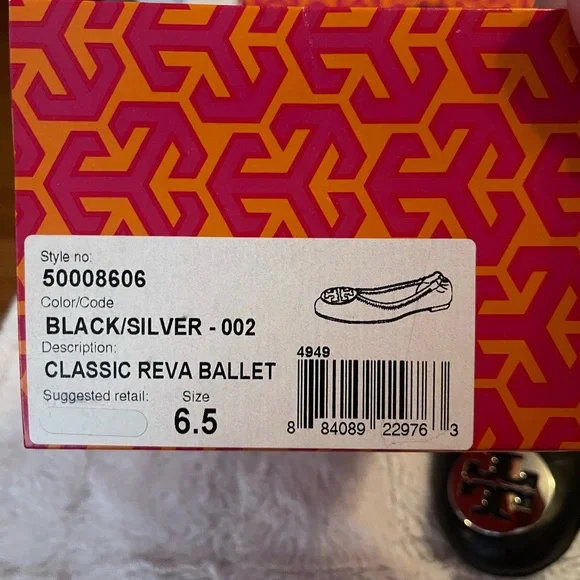 Style no:
50008606
Color/Code
BLACK/SILVER - 002
Description:
CLASSIC REVA BALLET
Suggested retail: Size
6.5
4949
8 84089 22976 3